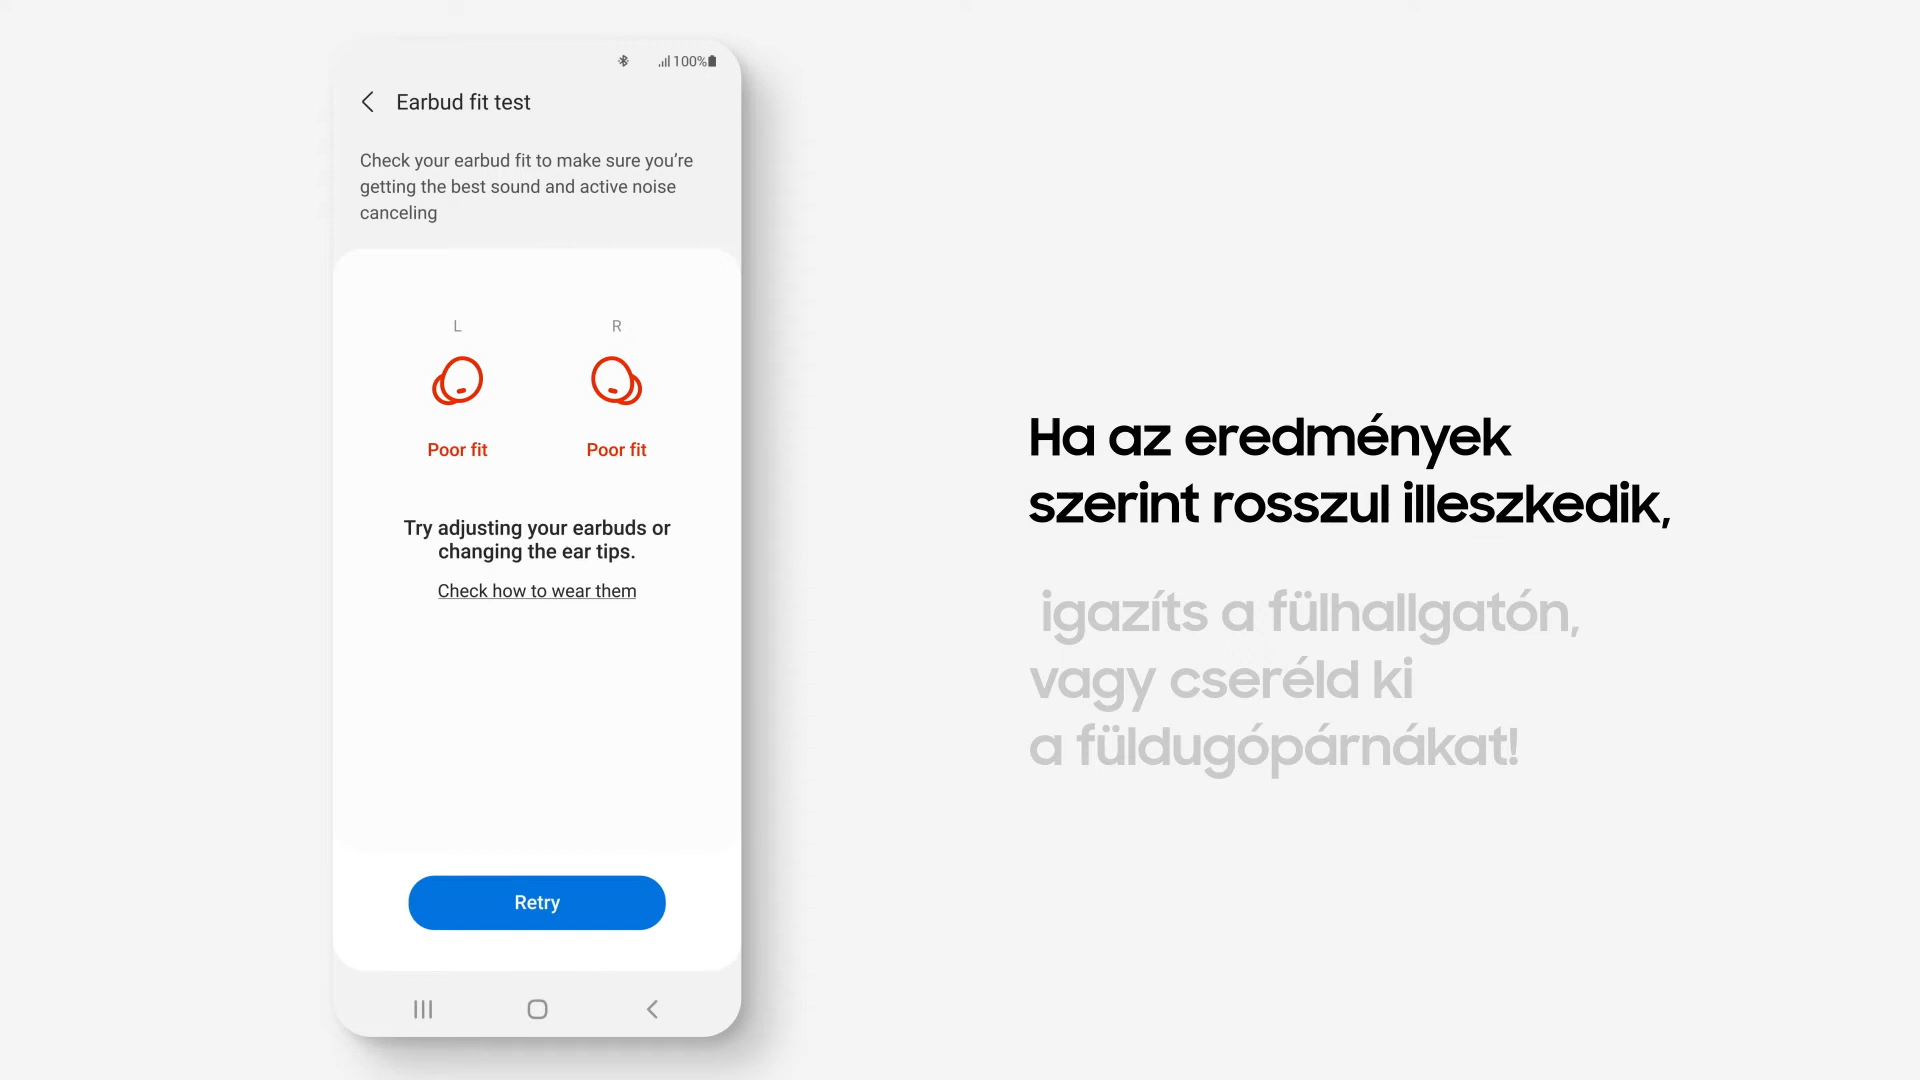 100%
Earbud fit test
Check your earbud fit to make sure you’re
getting the best sound and active noise
canceling
L R
Poor fit Poor fit
Try adjusting your earbuds or
changing the ear tips.
Check how to wear them
Retry
Ha az eredmények
szerint rosszul illeszkedik,
igazíts a fülhallgatón,
vagy cseréld ki
a füldugópárnákat!